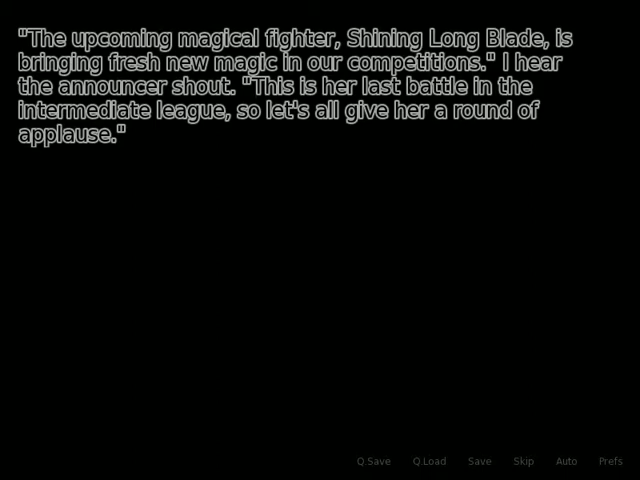 "The upcoming magical fighter, Shining Long Blade, is
bringing fresh new magic in our competitions." I hear
the announcer shout. "This is her last battle in the
intermediate league, so let's all give her a round of
applause."
Q.Save Q.Load Save Skip Auto Prefs